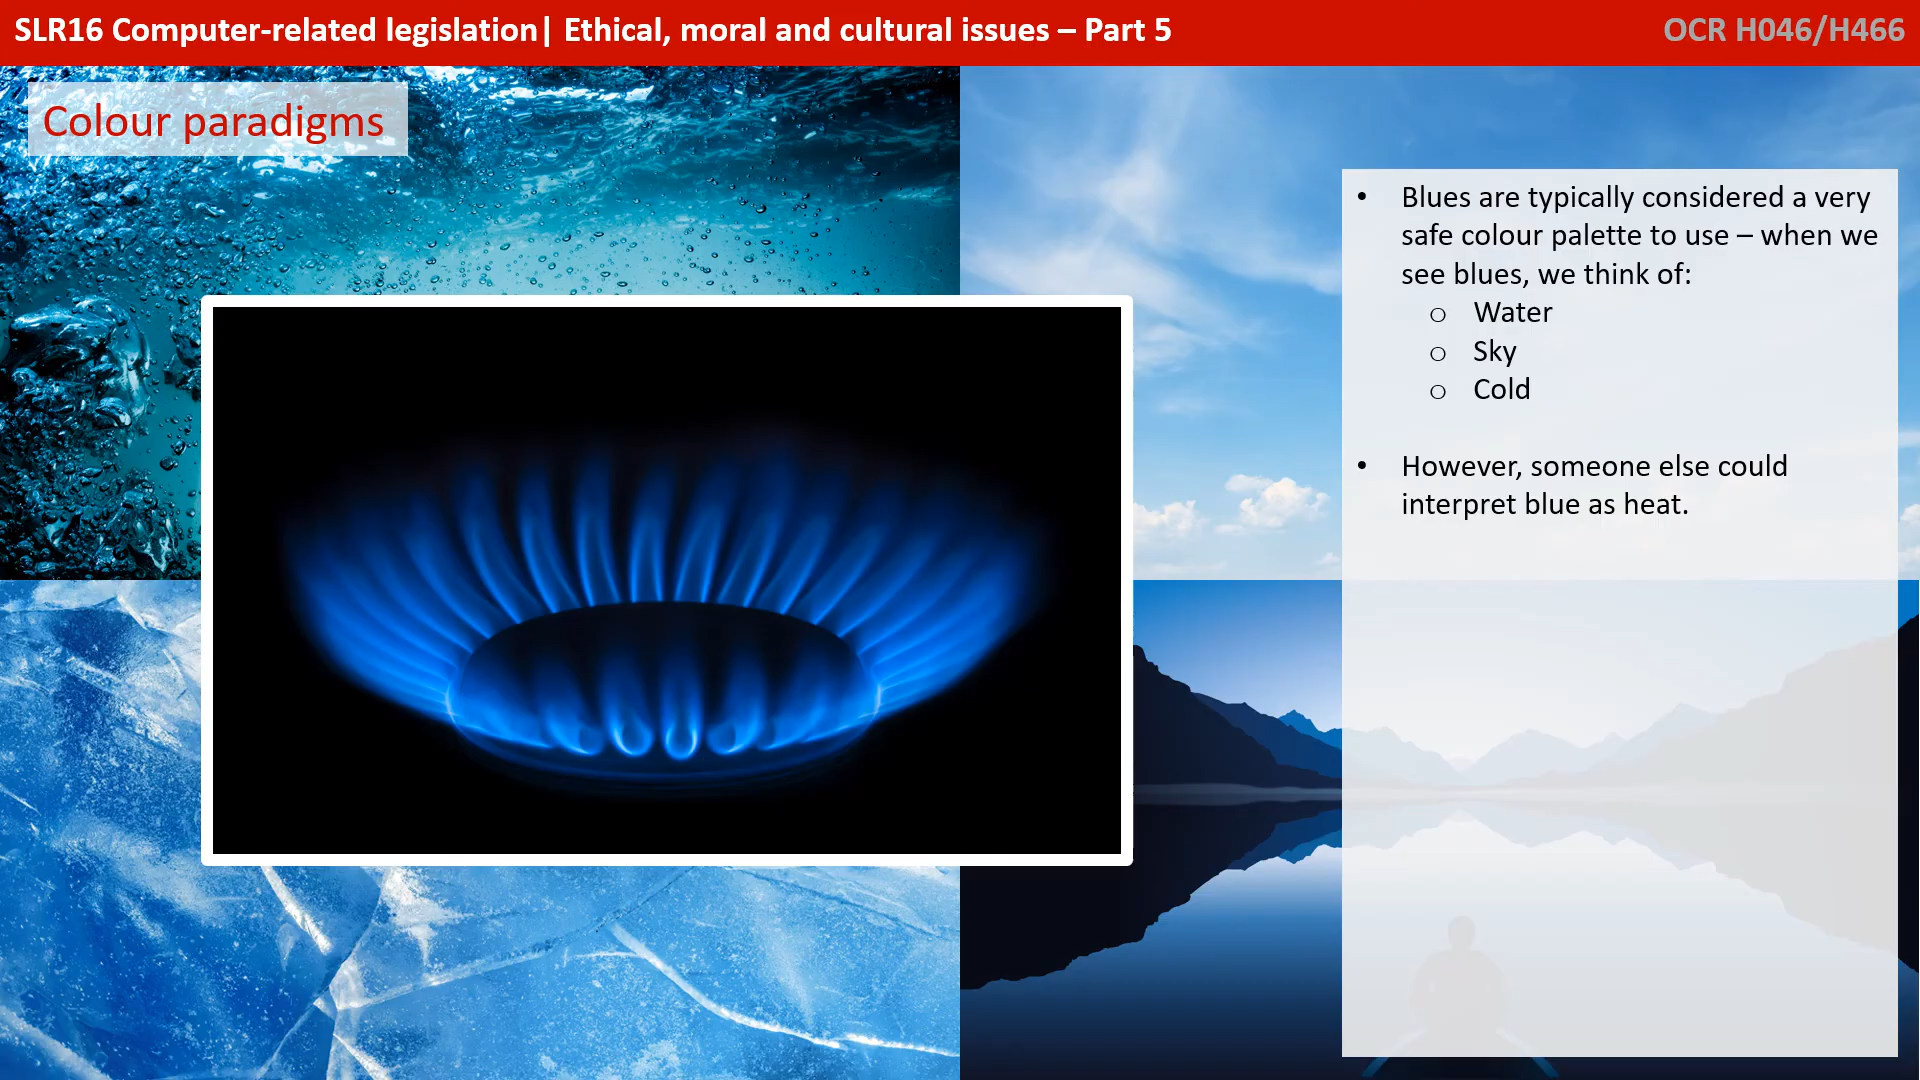 SLR16 Computer-related legislation| Ethical, moral and cultural issues – Part 5
OCR H046/H466
Colour paradigms
• Blues are typically considered a very
safe colour palette to use – when we
see blues, we think of:
o Water
o Sky
o Cold
• However, someone else could
interpret blue as heat.